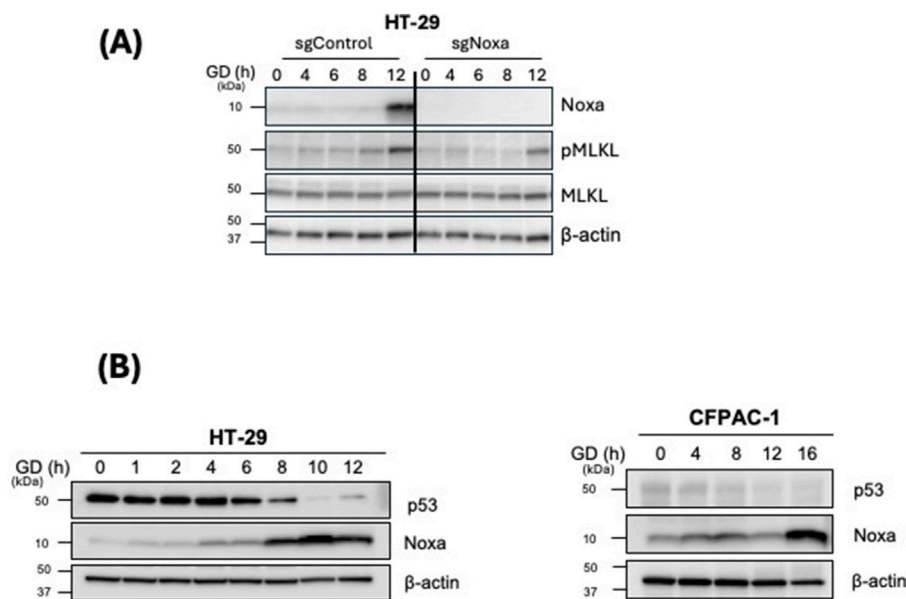 (A)
HT-29
sgControl sgNoxa
GD (h) 0 4 6 8 12 0 4 6 8 12
(kDa)
10 Noxa
50 pMLKL
50 MLKL
50
37 β-actin
(B)
HT-29
GD (h) 0 1 2 4 6 8 10 12
(kDa)
50 p53
10 Noxa
50
37 β-actin
CFPAC-1
GD (h) 0 4 8 12 16
(kDa)
50 p53
10 Noxa
50
37 β-actin